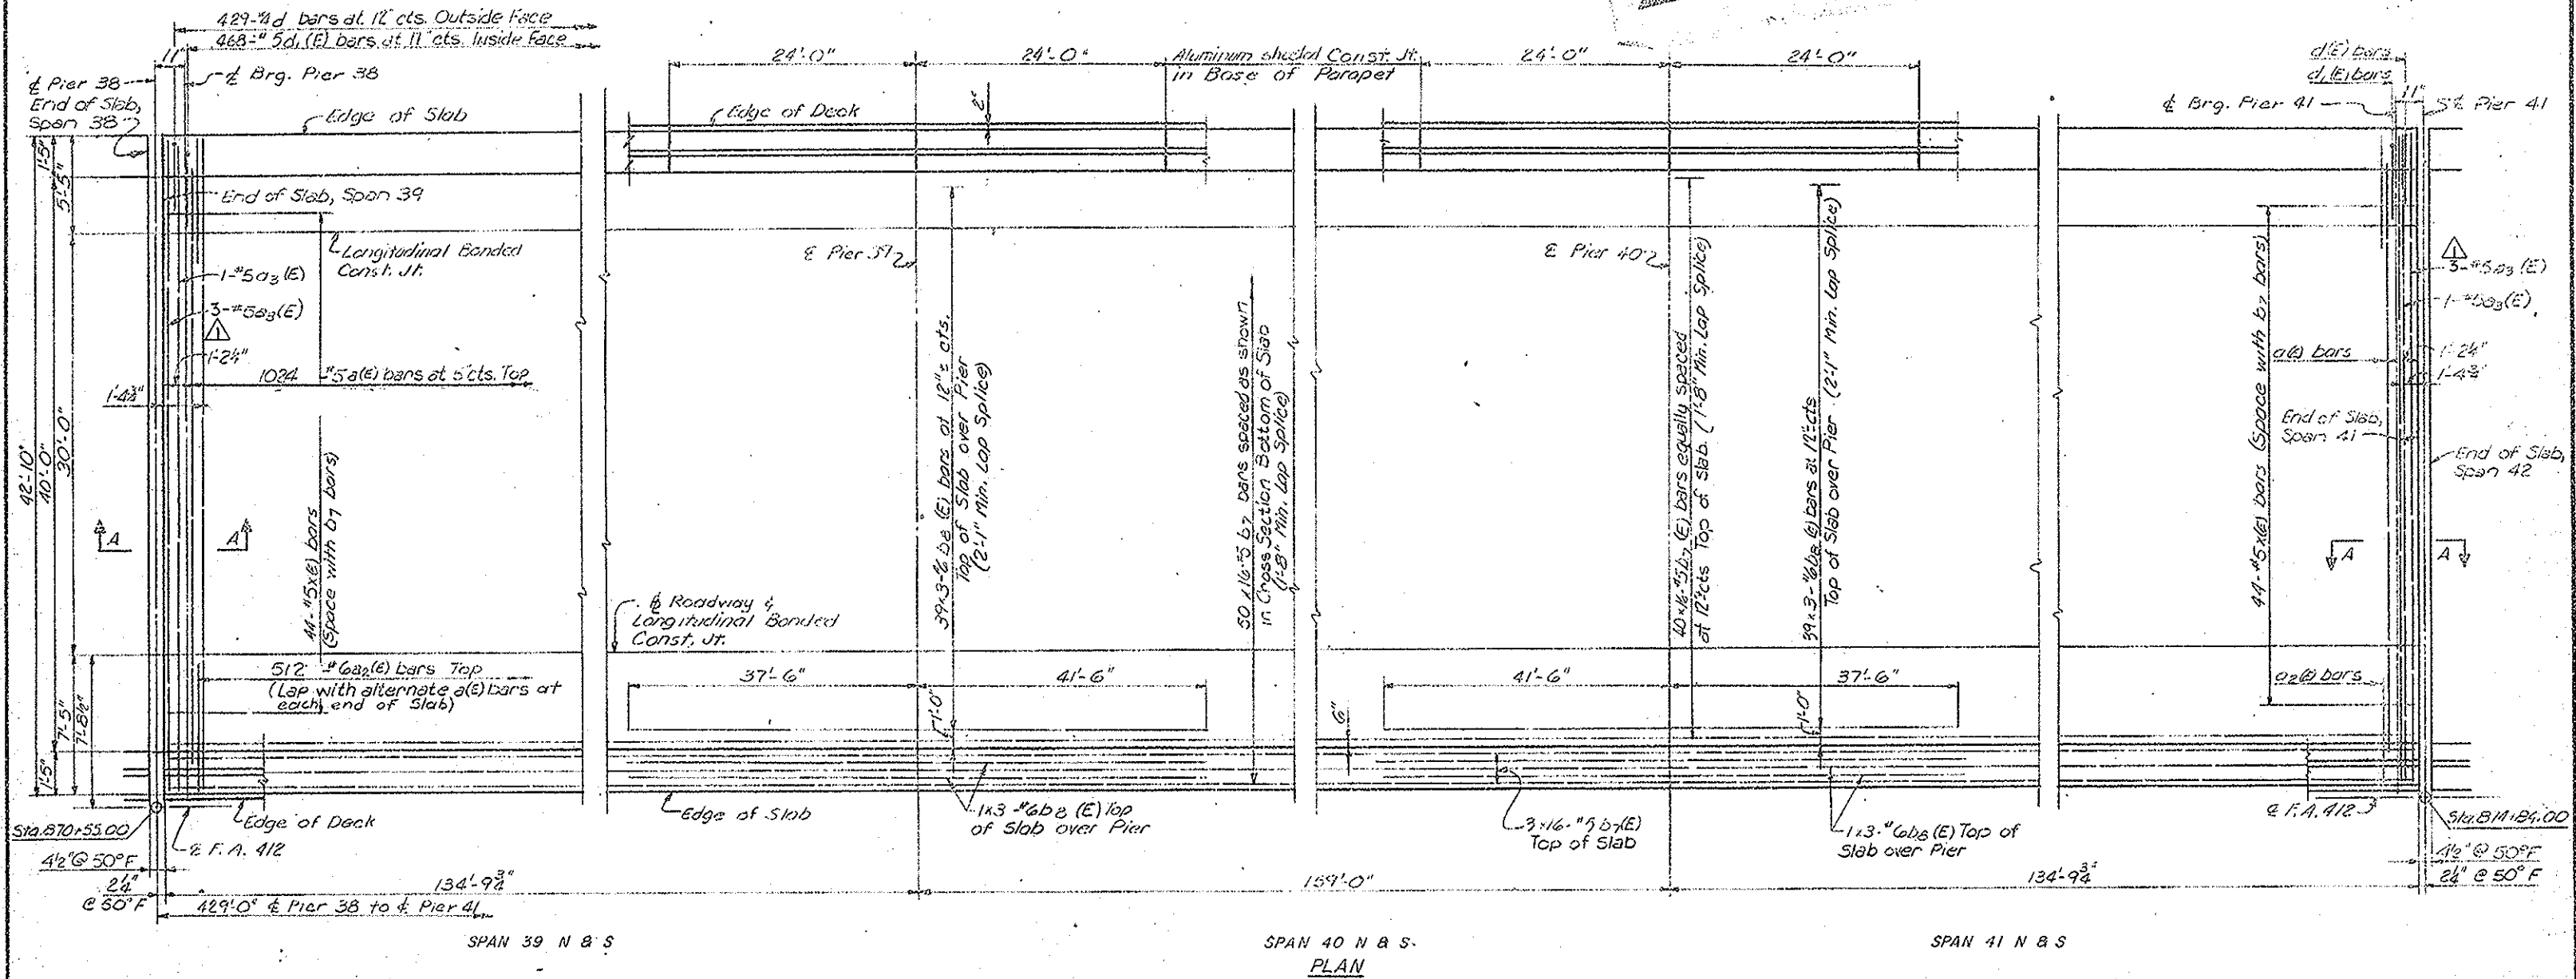 429-#4d bars at 12" cts. Outside Face
468-#5d1(E) bars at 11" cts. Inside Face
11"
℄ Pier 38
℄ Brg. Pier 38
End of Slab,
Span 38
Edge of Slab
24'-0"
24'-0"
Aluminum shielded Const. Jt.
in Base of Parapet
24'-0"
24'-0"
Edge of Deck
2"
d(E) bars
d1(E) bars
11"
℄ Brg. Pier 41
℄ Pier 41
1'-5"
5'-5"
End of Slab, Span 39
Longitudinal Bonded
Const. Jt.
1-#5a3(E)
3-#5a3(E)
1
1'-2¼"
1024 #5a(E) bars at 5"cts. Top
1'-4¾"
42'-10"
40'-0"
30'-0"
A
A
44-#5x(E) bars
(Space with b7 bars)
℄ Pier 39
39x3-#6b8(E) bars at 12"± cts.
Top of Slab over Pier
(2'-1" Min. Lap Splice)
50x16-#5 b7 bars spaced as shown
in Cross Section Bottom of Slab
(1'-8" Min. Lap Splice)
℄ Pier 40
40x16-#5b7(E) bars equally spaced
at 12"cts Top of Slab. (1'-8" Min. Lap Splice)
39x3-#6b8(E) bars at 12"cts
Top of Slab over Pier (2'-1" Min. Lap Splice)
44-#5x(E) bars (Space with b7 bars)
1
3-#5a3(E)
1-#5a3(E)
a(E) bars
1'-2¼"
1'-4¾"
End of Slab,
Span 41
End of Slab,
Span 42
A
A
a2(E) bars
℄ Roadway &
Longitudinal Bonded
Const. Jt.
512 #6a2(E) bars Top
(Lap with alternate a(E) bars at
each end of Slab)
37'-6"
41'-6"
1'-0"
6"
41'-6"
37'-6"
1'-0"
7'-5"
7'-8½"
1'-5"
Edge of Deck
℄ F.A. 412
Edge of Slab
1x3-#6b8(E) Top
of Slab over Pier
3x16-#5b7(E)
Top of Slab
1x3-#6b8(E) Top of
Slab over Pier
℄ F.A. 412
Sta. 870+55.00
4½" @ 50°F
2¼"
@ 50°F
134'-9¾"
159'-0"
134'-9¾"
4½" @ 50°F
2¼" @ 50°F
429'-0" ℄ Pier 38 to ℄ Pier 41
SPAN 39 N & S
SPAN 40 N & S.
SPAN 41 N & S
PLAN